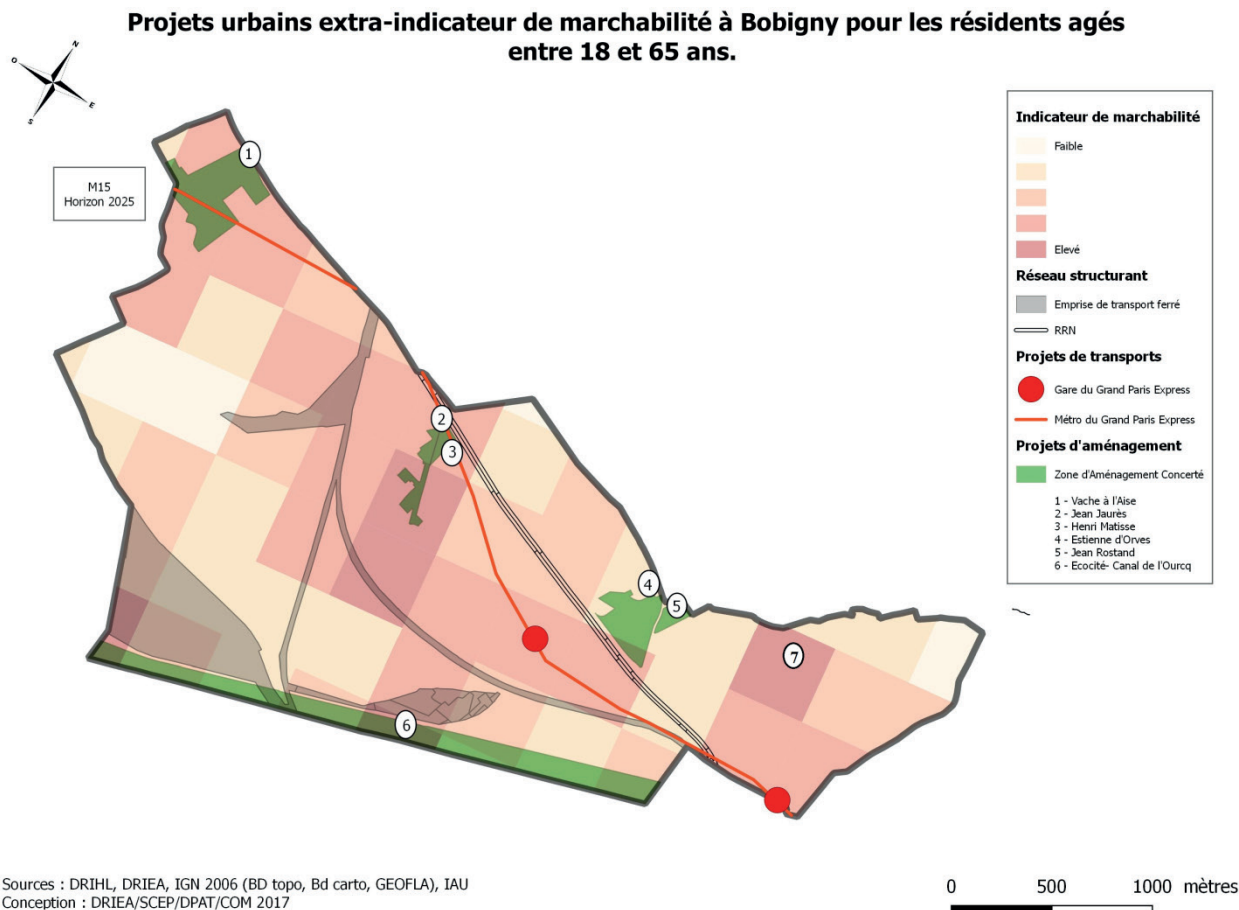 Projets urbains extra-indicateur de marchabilité à Bobigny pour les résidents agés
entre 18 et 65 ans.
N
O
E
S
M15
Horizon 2025
1
2
3
4
5
6
7
Indicateur de marchabilité
Faible
Elevé
Réseau structurant
Emprise de transport ferré
RRN
Projets de transports
Gare du Grand Paris Express
Métro du Grand Paris Express
Projets d'aménagement
Zone d'Aménagement Concerté
1 - Vache à l'Aise
2 - Jean Jaurès
3 - Henri Matisse
4 - Estienne d'Orves
5 - Jean Rostand
6 - Ecocité- Canal de l'Ourcq
Sources : DRIHL, DRIEA, IGN 2006 (BD topo, Bd carto, GEOFLA), IAU
Conception : DRIEA/SCEP/DPAT/COM 2017
0 500 1000 mètres